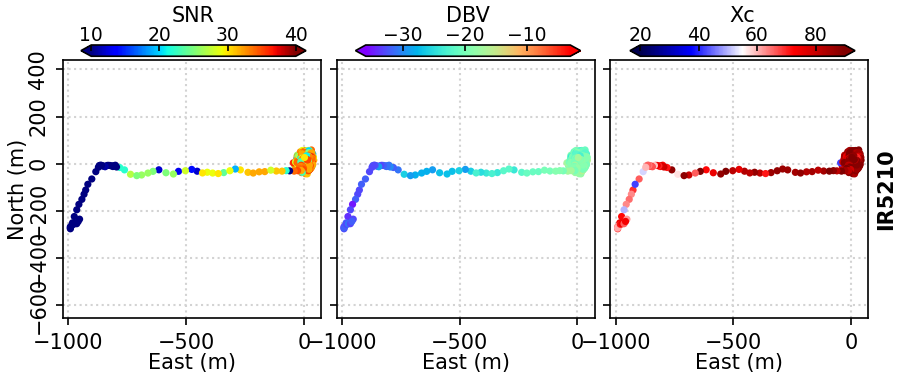 SNR DBV Xc
10 20 30 40 −30 −20 −10 20 40 60 80
North (m)
400
200
0
−200
−400
−600
−1000 −500 0 −1000 −500 0 −1000 −500 0
East (m) East (m) East (m)
IR5210